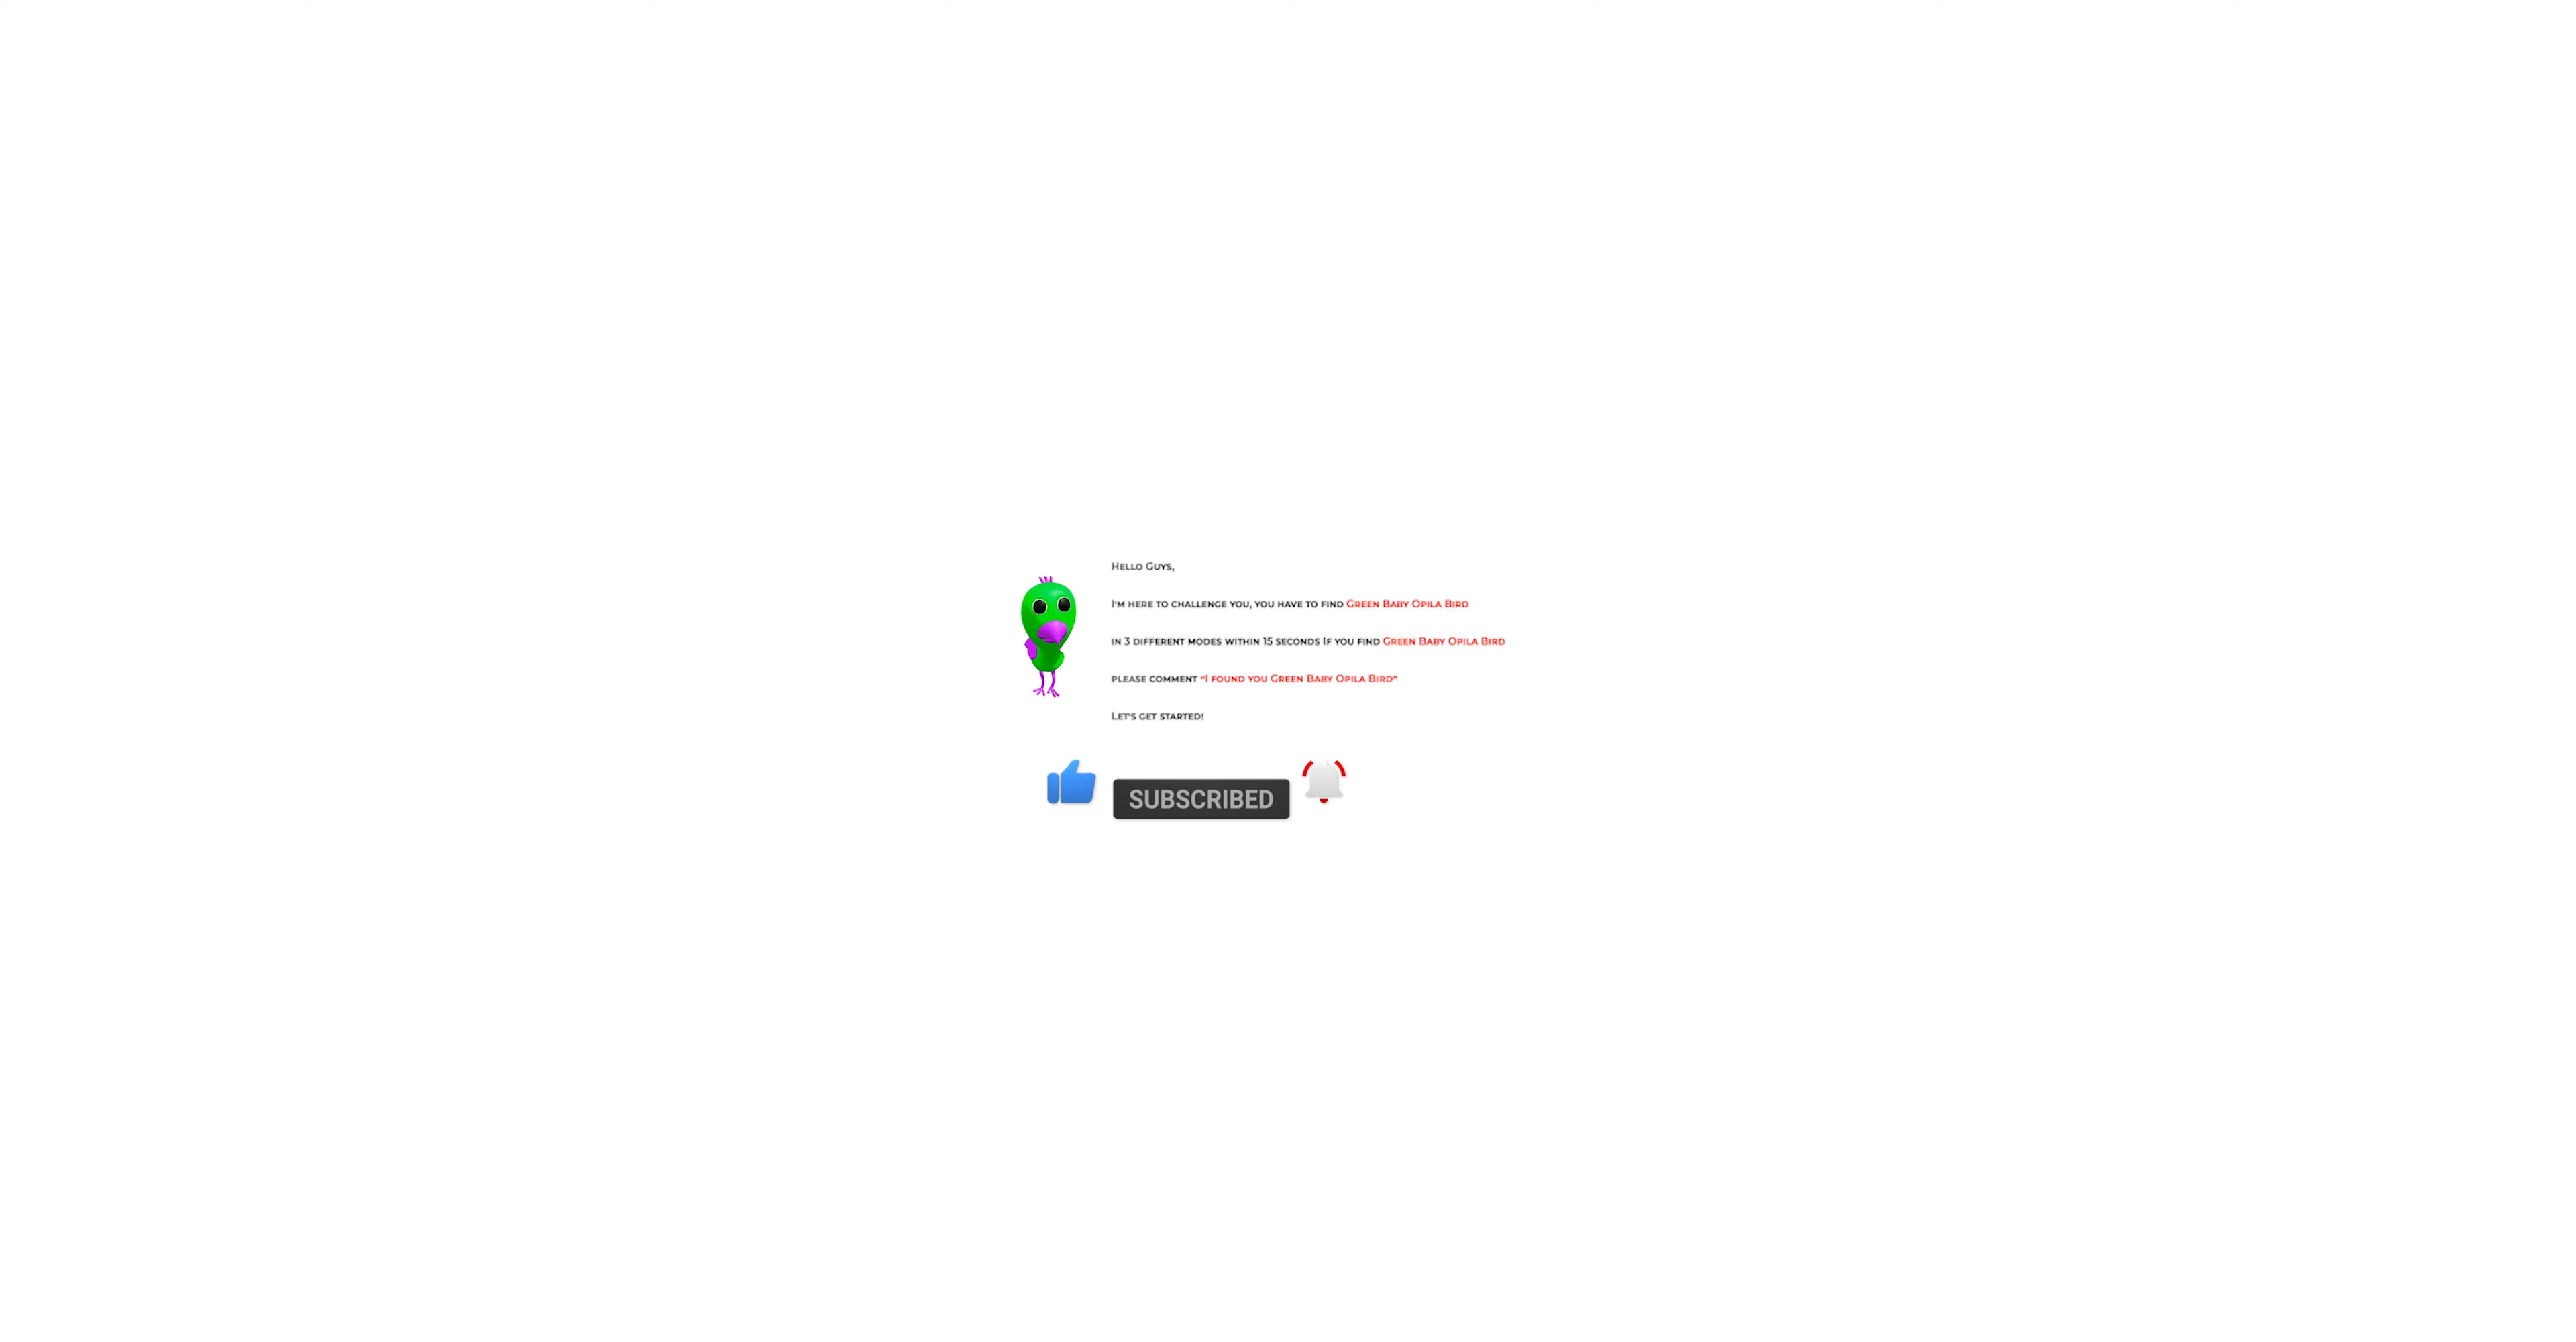 Hello Guys,
I'm here to challenge you, you have to find Green Baby Opila Bird
in 3 different modes within 15 seconds If you find Green Baby Opila Bird
please comment "I found you Green Baby Opila Bird"
Let's get started!
SUBSCRIBED